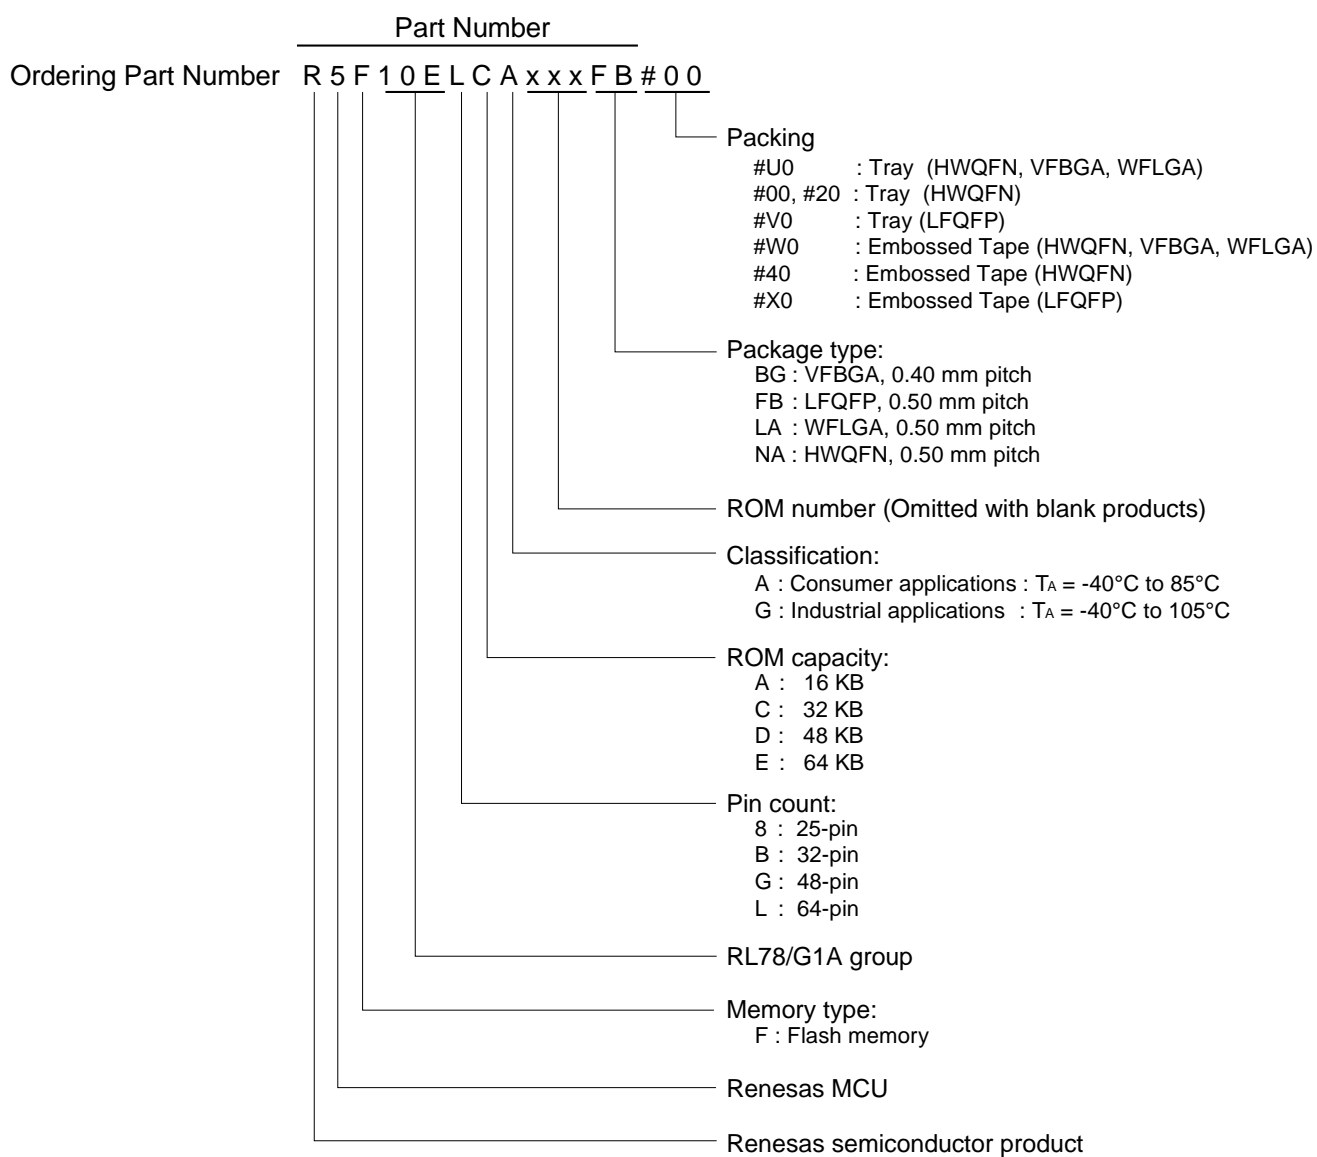 Part Number
Ordering Part Number R 5 F 1 0 E L C A x x x F B # 0 0
Packing
#U0 : Tray (HWQFN, VFBGA, WFLGA)
#00, #20 : Tray (HWQFN)
#V0 : Tray (LFQFP)
#W0 : Embossed Tape (HWQFN, VFBGA, WFLGA)
#40 : Embossed Tape (HWQFN)
#X0 : Embossed Tape (LFQFP)
Package type:
BG : VFBGA, 0.40 mm pitch
FB : LFQFP, 0.50 mm pitch
LA : WFLGA, 0.50 mm pitch
NA : HWQFN, 0.50 mm pitch
ROM number (Omitted with blank products)
Classification:
A : Consumer applications : TA = -40°C to 85°C
G : Industrial applications : TA = -40°C to 105°C
ROM capacity:
A : 16 KB
C : 32 KB
D : 48 KB
E : 64 KB
Pin count:
8 : 25-pin
B : 32-pin
G : 48-pin
L : 64-pin
RL78/G1A group
Memory type:
F : Flash memory
Renesas MCU
Renesas semiconductor product